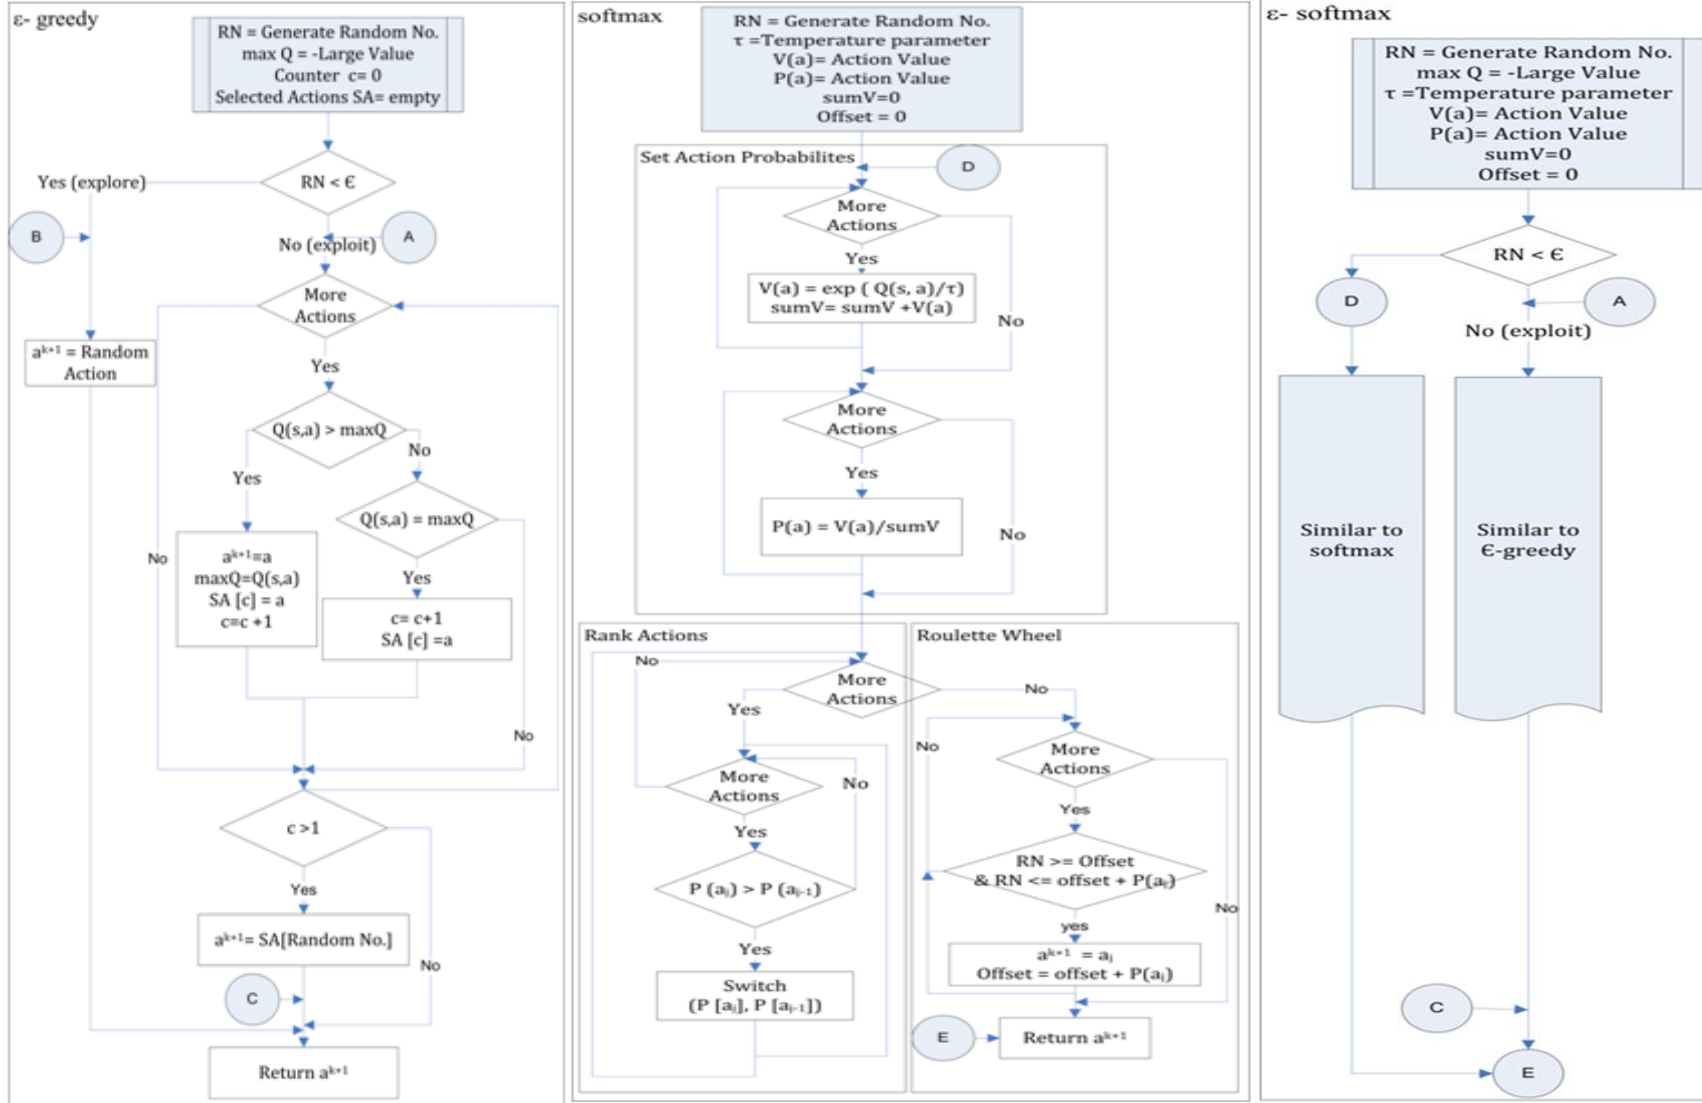 ε- greedy
RN = Generate Random No.
max Q = -Large Value
Counter c= 0
Selected Actions SA= empty
Yes (explore)
RN < Є
B
No (exploit)
A
More
Actions
aᵏ⁺¹ = Random
Action
Yes
Q(s,a) > maxQ
No
Yes
Q(s,a) = maxQ
No
aᵏ⁺¹=a
maxQ=Q(s,a)
SA [c] = a
c=c +1
Yes
c= c+1
SA [c] =a
No
c >1
Yes
aᵏ⁺¹= SA[Random No.]
No
C
Return aᵏ⁺¹
softmax
RN = Generate Random No.
τ =Temperature parameter
V(a)= Action Value
P(a)= Action Value
sumV=0
Offset = 0
Set Action Probabilites
D
More
Actions
Yes
V(a) = exp ( Q(s, a)/τ)
sumV= sumV +V(a)
No
More
Actions
Yes
P(a) = V(a)/sumV
No
Rank Actions
No
More
Actions
Yes
More
Actions
No
Yes
P (aⱼ) > P (aⱼ₋₁)
Yes
Switch
(P [aⱼ], P [aⱼ₋₁])
Roulette Wheel
No
No
More
Actions
Yes
RN >= Offset
& RN <= offset + P(aⱼ)
No
yes
aᵏ⁺¹ = aⱼ
Offset = offset + P(aⱼ)
E
Return aᵏ⁺¹
ε- softmax
RN = Generate Random No.
max Q = -Large Value
τ =Temperature parameter
V(a)= Action Value
P(a)= Action Value
sumV=0
Offset = 0
RN < Є
D
A
No (exploit)
Similar to
softmax
Similar to
Є-greedy
C
E